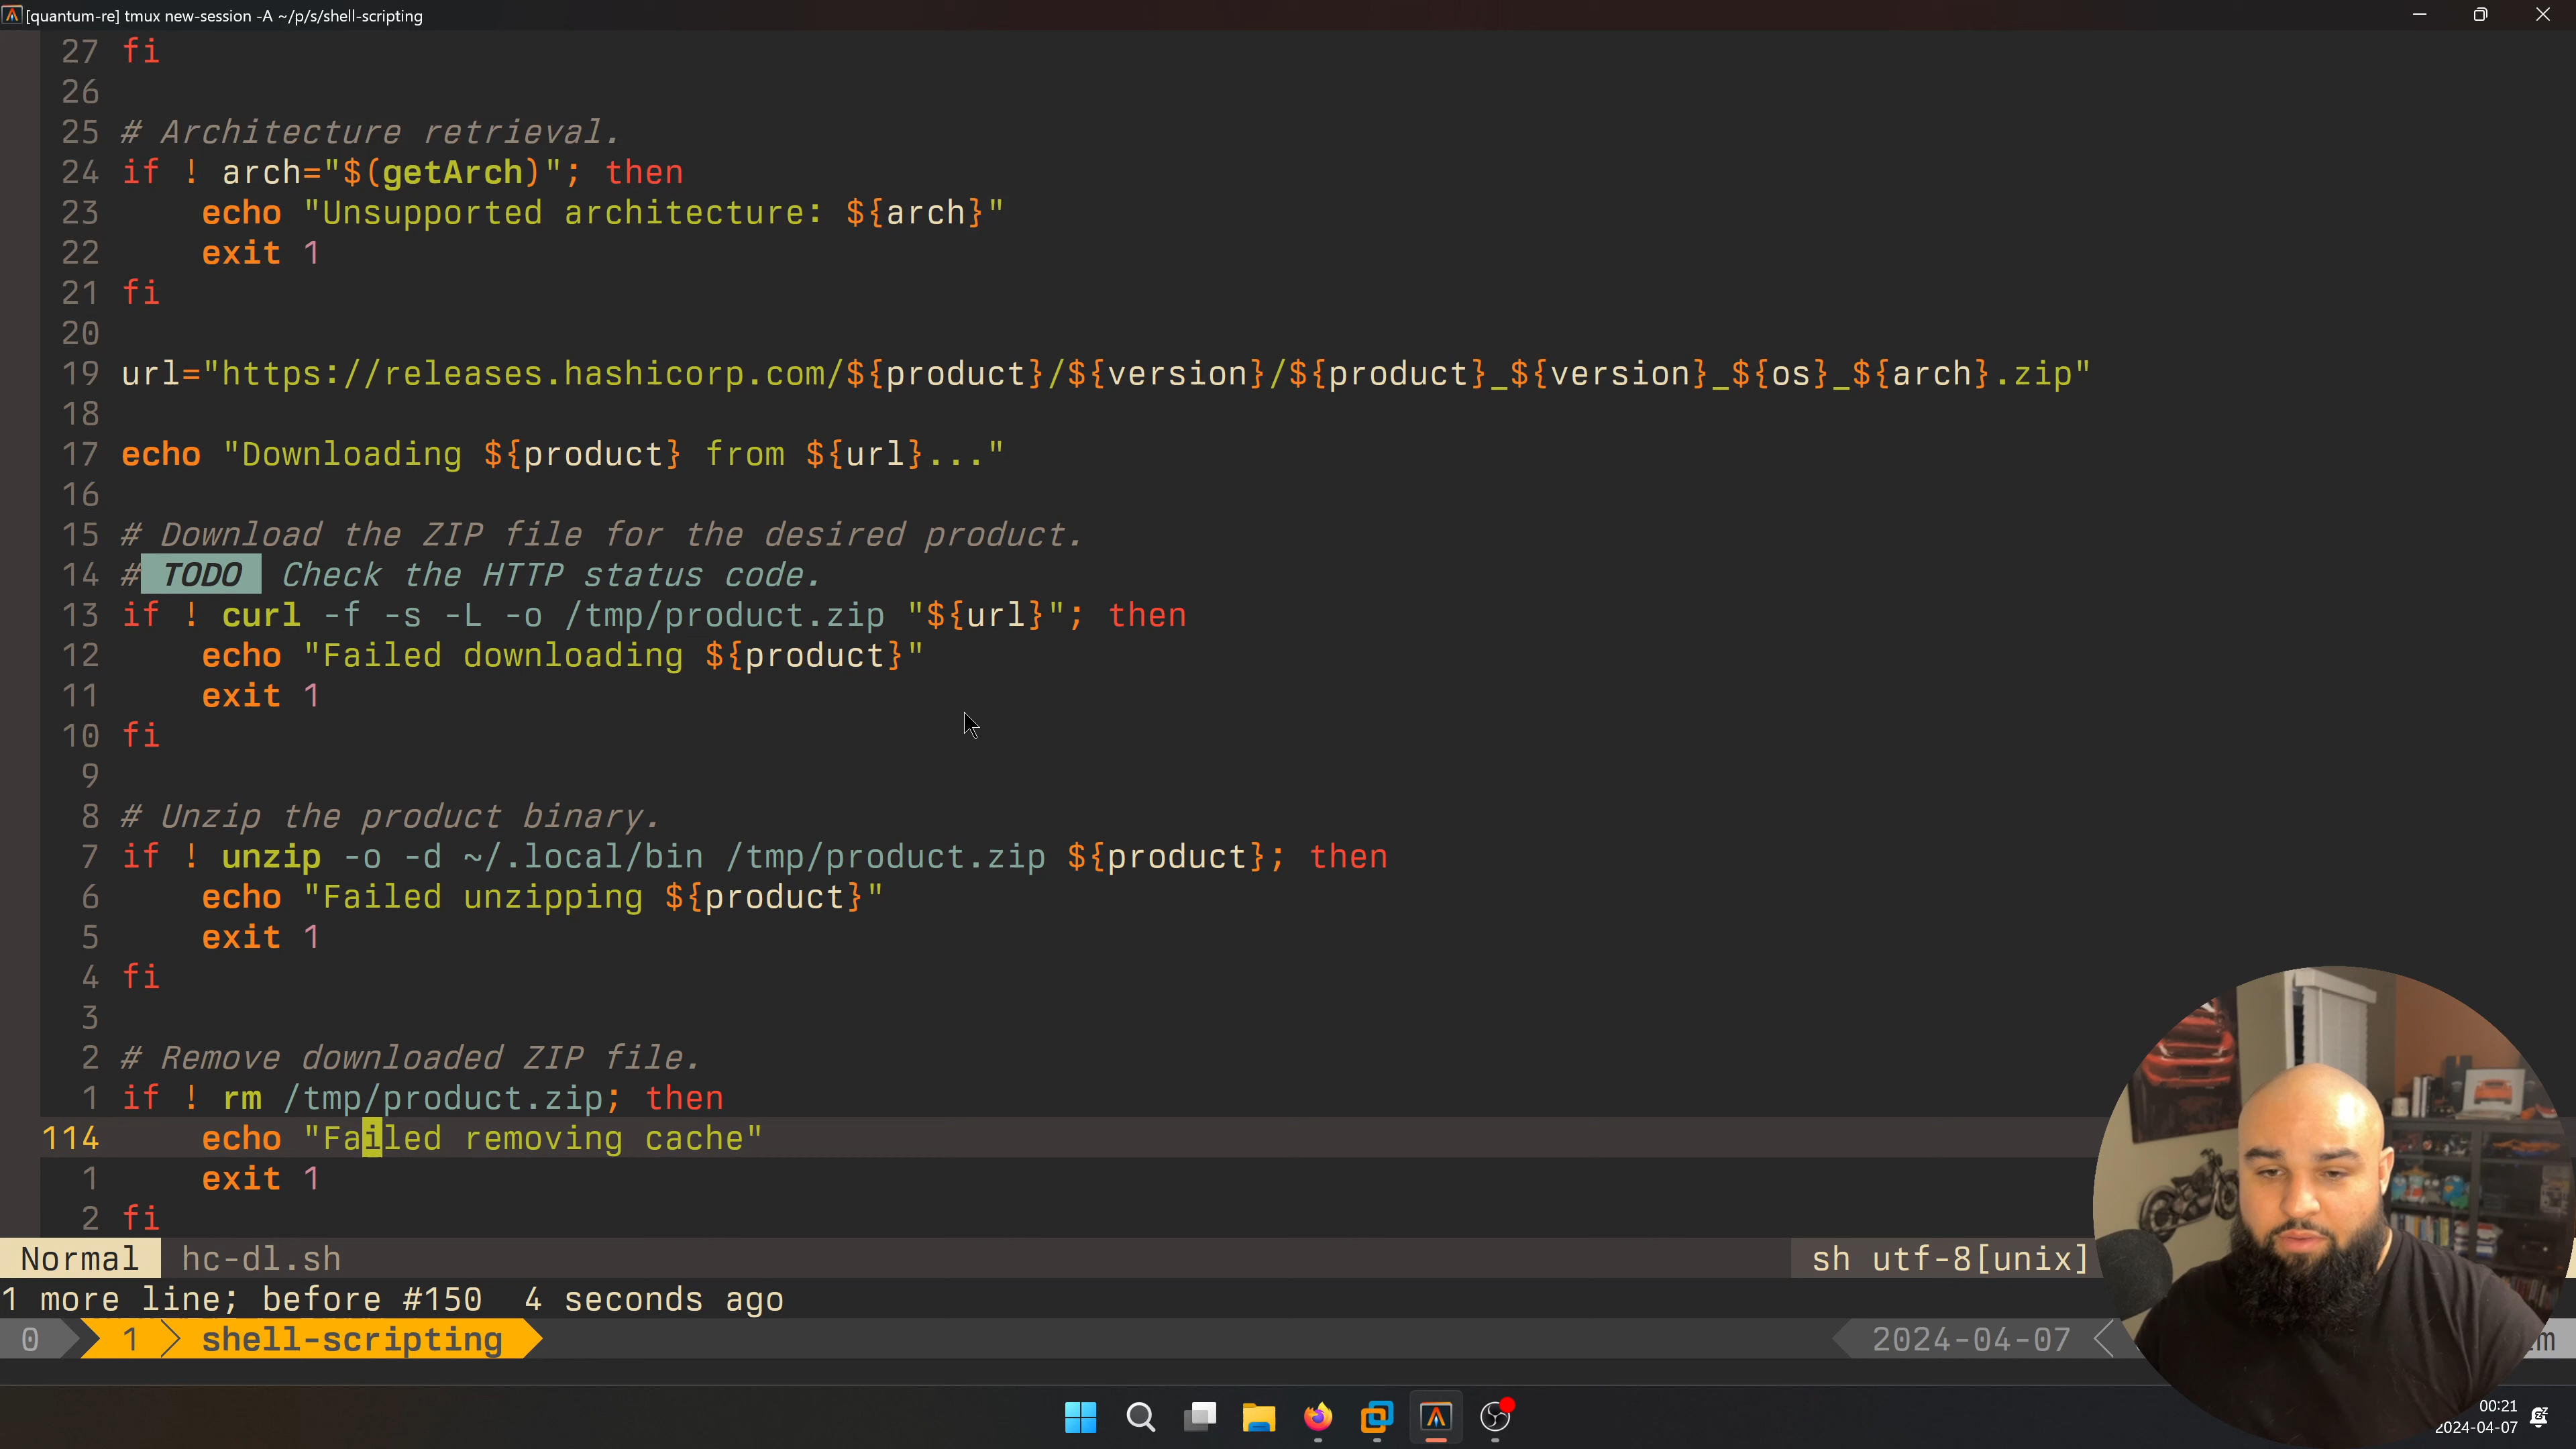 [quantum-re] tmux new-session -A ~/p/s/shell-scripting
27 fi
26
25 # Architecture retrieval.
24 if ! arch="$(getArch)"; then
23     echo "Unsupported architecture: ${arch}"
22     exit 1
21 fi
20
19 url="https://releases.hashicorp.com/${product}/${version}/${product}_${version}_${os}_${arch}.zip"
18
17 echo "Downloading ${product} from ${url}..."
16
15 # Download the ZIP file for the desired product.
14 # TODO  Check the HTTP status code.
13 if ! curl -f -s -L -o /tmp/product.zip "${url}"; then
12     echo "Failed downloading ${product}"
11     exit 1
10 fi
9
8 # Unzip the product binary.
7 if ! unzip -o -d ~/.local/bin /tmp/product.zip ${product}; then
6     echo "Failed unzipping ${product}"
5     exit 1
4 fi
3
2 # Remove downloaded ZIP file.
1 if ! rm /tmp/product.zip; then
114     echo "Failed removing cache"
1     exit 1
2 fi
Normal hc-dl.sh sh utf-8[unix]
1 more line; before #150  4 seconds ago
0 1 shell-scripting 2024-04-07
00:21
2024-04-07